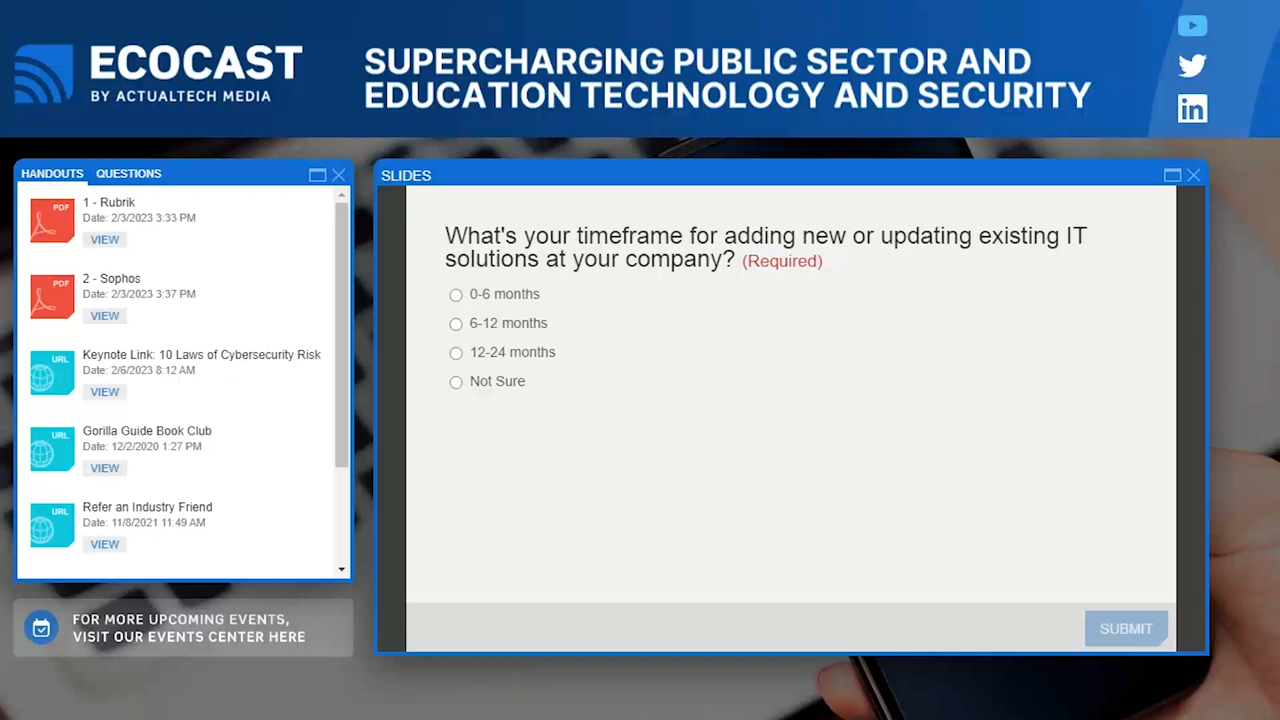 ECOCAST
BY ACTUALTECH MEDIA
SUPERCHARGING PUBLIC SECTOR AND
EDUCATION TECHNOLOGY AND SECURITY
in
HANDOUTS QUESTIONS
PDF
1 - Rubrik
Date: 2/3/2023 3:33 PM
VIEW
PDF
2 - Sophos
Date: 2/3/2023 3:37 PM
VIEW
URL
Keynote Link: 10 Laws of Cybersecurity Risk
Date: 2/6/2023 8:12 AM
VIEW
URL
Gorilla Guide Book Club
Date: 12/2/2020 1:27 PM
VIEW
URL
Refer an Industry Friend
Date: 11/8/2021 11:49 AM
VIEW
FOR MORE UPCOMING EVENTS,
VISIT OUR EVENTS CENTER HERE
SLIDES
What's your timeframe for adding new or updating existing IT
solutions at your company? (Required)
0-6 months
6-12 months
12-24 months
Not Sure
SUBMIT